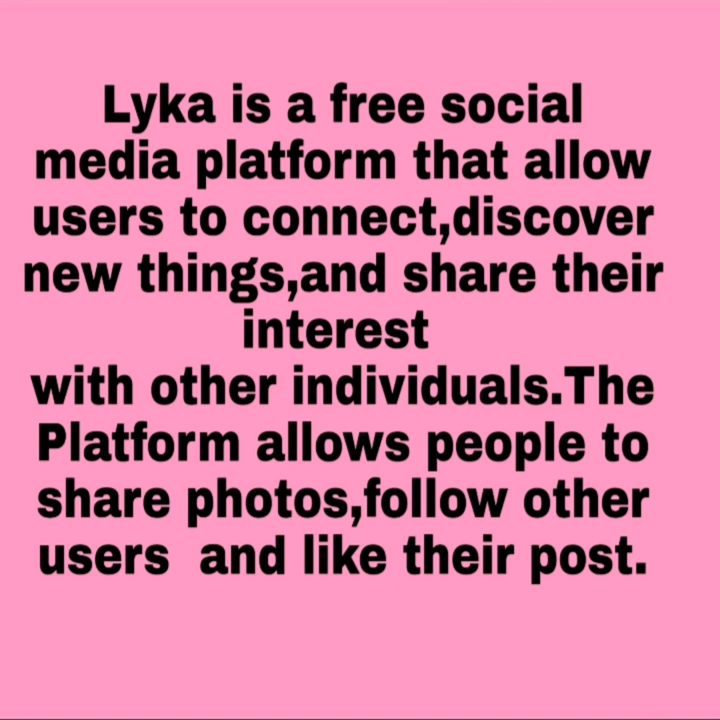 Lyka is a free social
media platform that allow
users to connect,discover
new things,and share their
interest
with other individuals.The
Platform allows people to
share photos,follow other
users  and like their post.